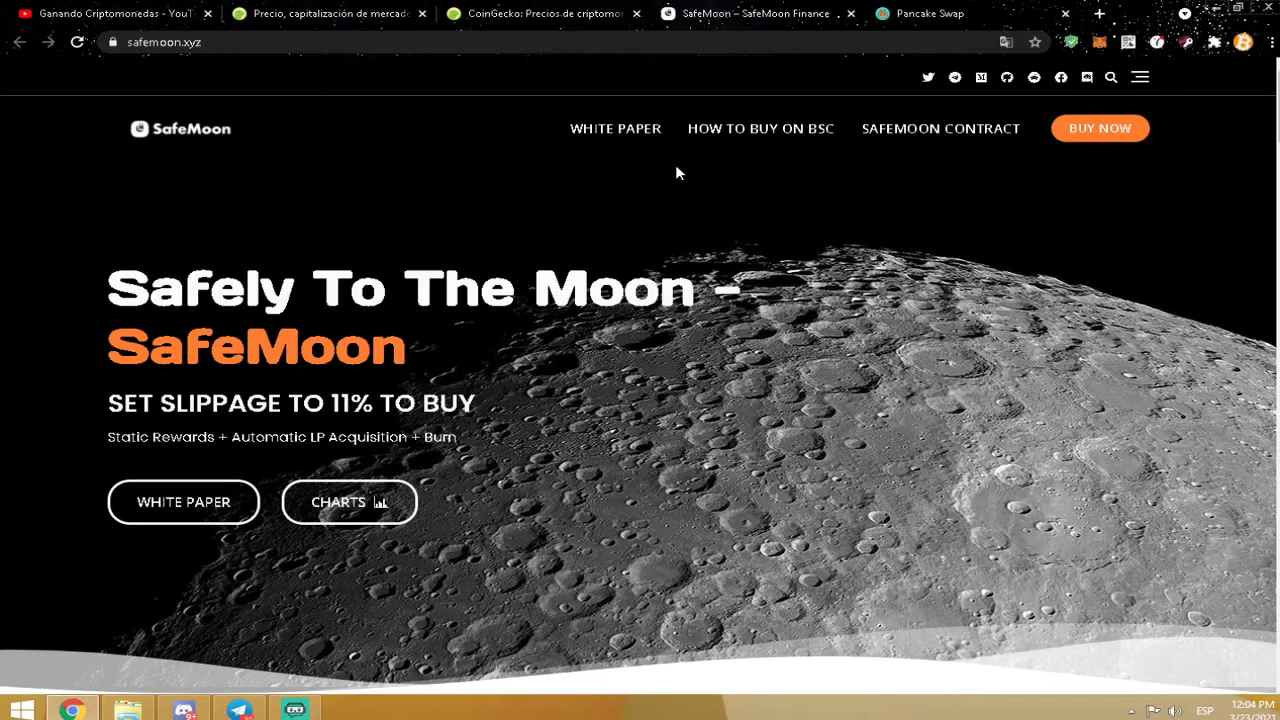 Ganando Criptomonedas - YouT
Precio, capitalización de mercado
CoinGecko: Precios de criptomon
SafeMoon – SafeMoon Finance
Pancake Swap
safemoon.xyz
SafeMoon
WHITE PAPER
HOW TO BUY ON BSC
SAFEMOON CONTRACT
BUY NOW
Safely To The Moon -
SafeMoon
SET SLIPPAGE TO 11% TO BUY
Static Rewards + Automatic LP Acquisition + Burn
WHITE PAPER
CHARTS
ESP
12:04 PM